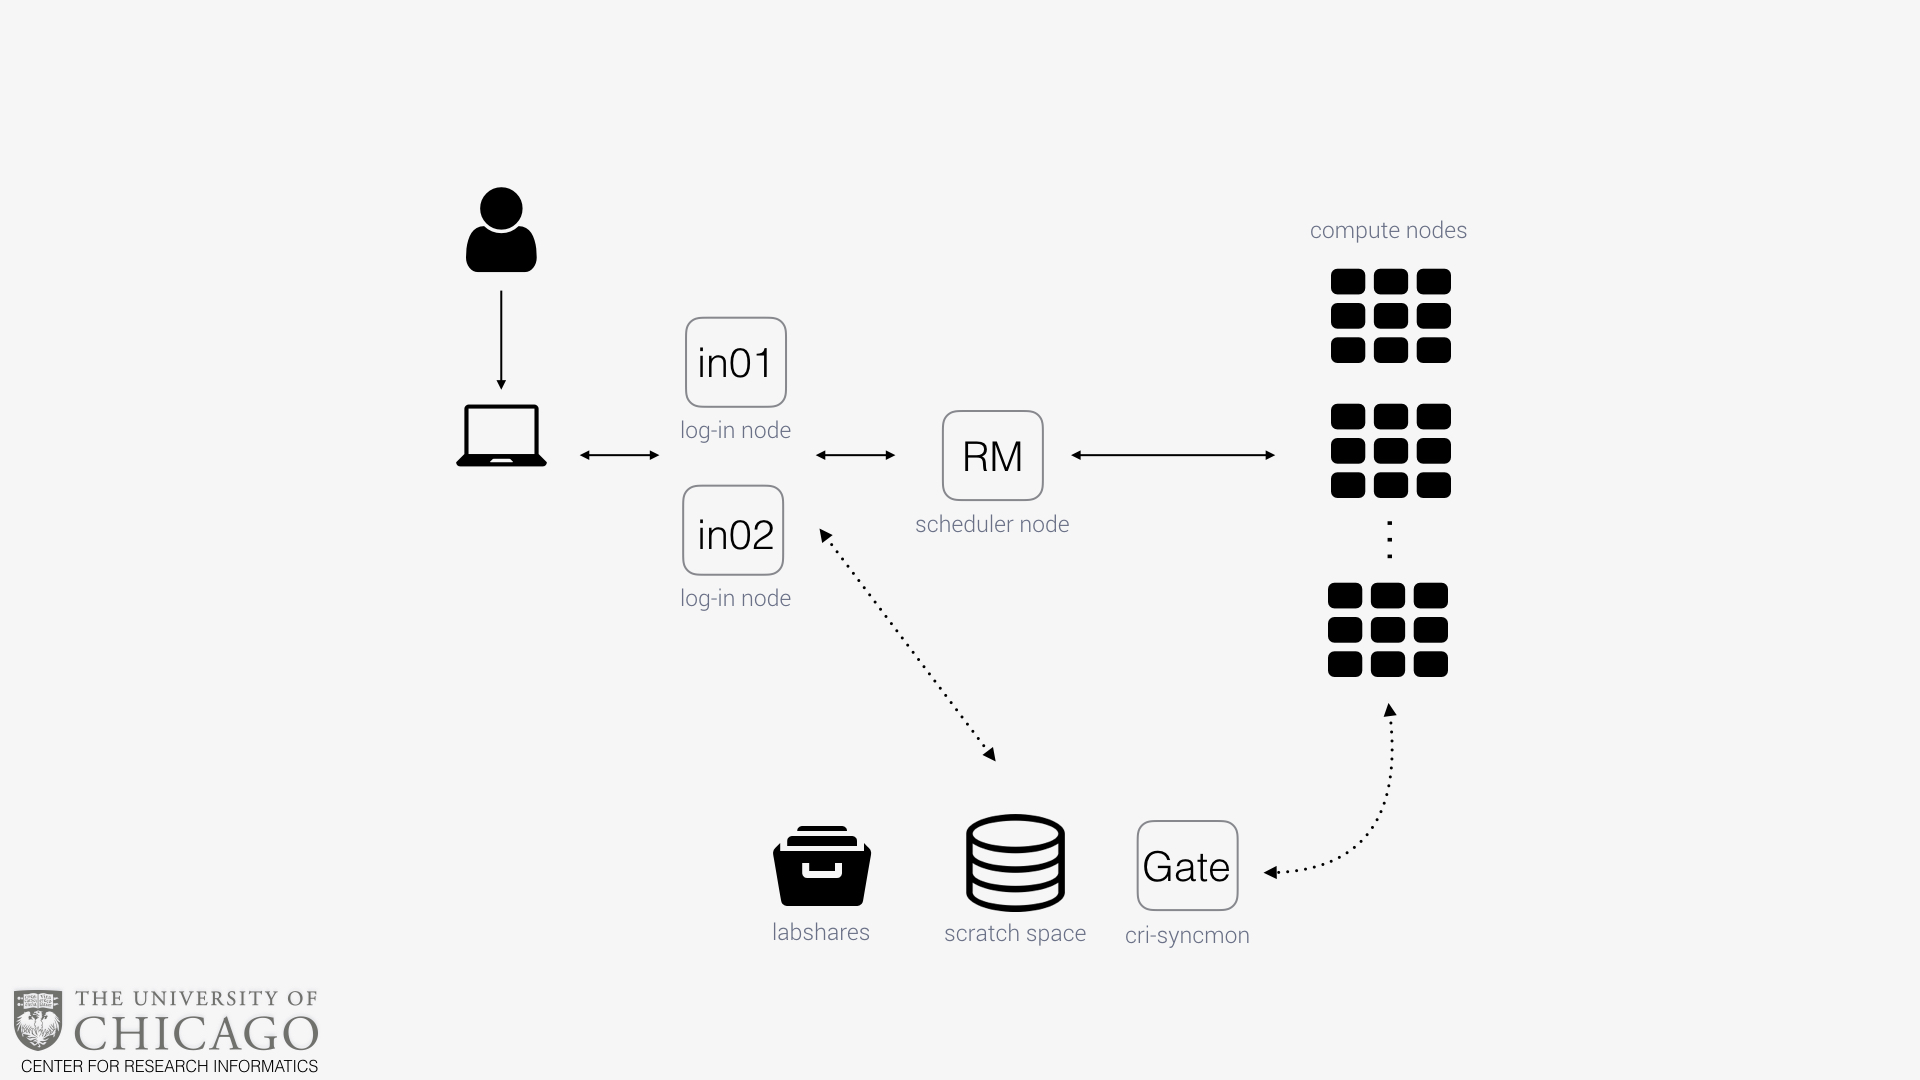 compute nodes
in01
log-in node
RM
scheduler node
in02
log-in node
Gate
labshares
scratch space
cri-syncmon
THE UNIVERSITY OF
CHICAGO
CENTER FOR RESEARCH INFORMATICS